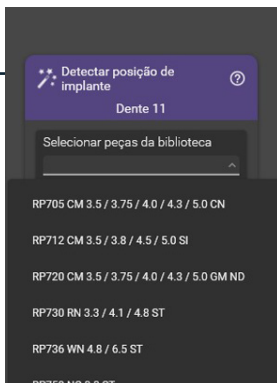 Detectar posição de
implante
Dente 11
Selecionar peças da biblioteca
RP705 CM 3.5 / 3.75 / 4.0 / 4.3 / 5.0 CN
RP712 CM 3.5 / 3.8 / 4.5 / 5.0 SI
RP720 CM 3.5 / 3.75 / 4.0 / 4.3 / 5.0 GM ND
RP730 RN 3.3 / 4.1 / 4.8 ST
RP736 WN 4.8 / 6.5 ST